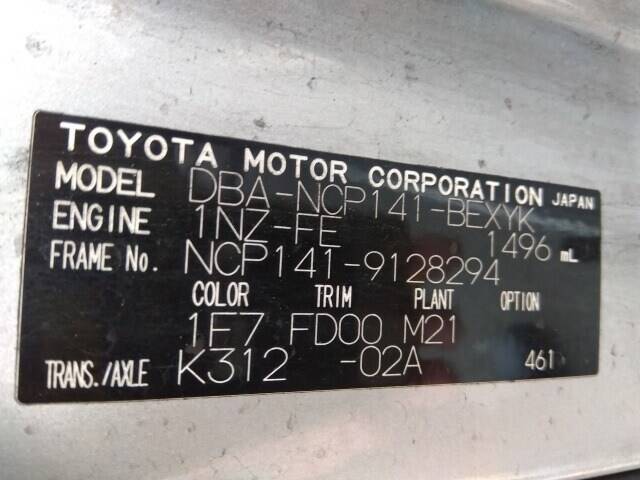 TOYOTA MOTOR CORPORATION JAPAN
MODEL DBA-NCP141-BEXYK
ENGINE 1NZ-FE 1496 mL
FRAME No. NCP141-9128294
COLOR TRIM PLANT OPTION
1F7 FD00 M21
TRANS./AXLE K312 -02A 461